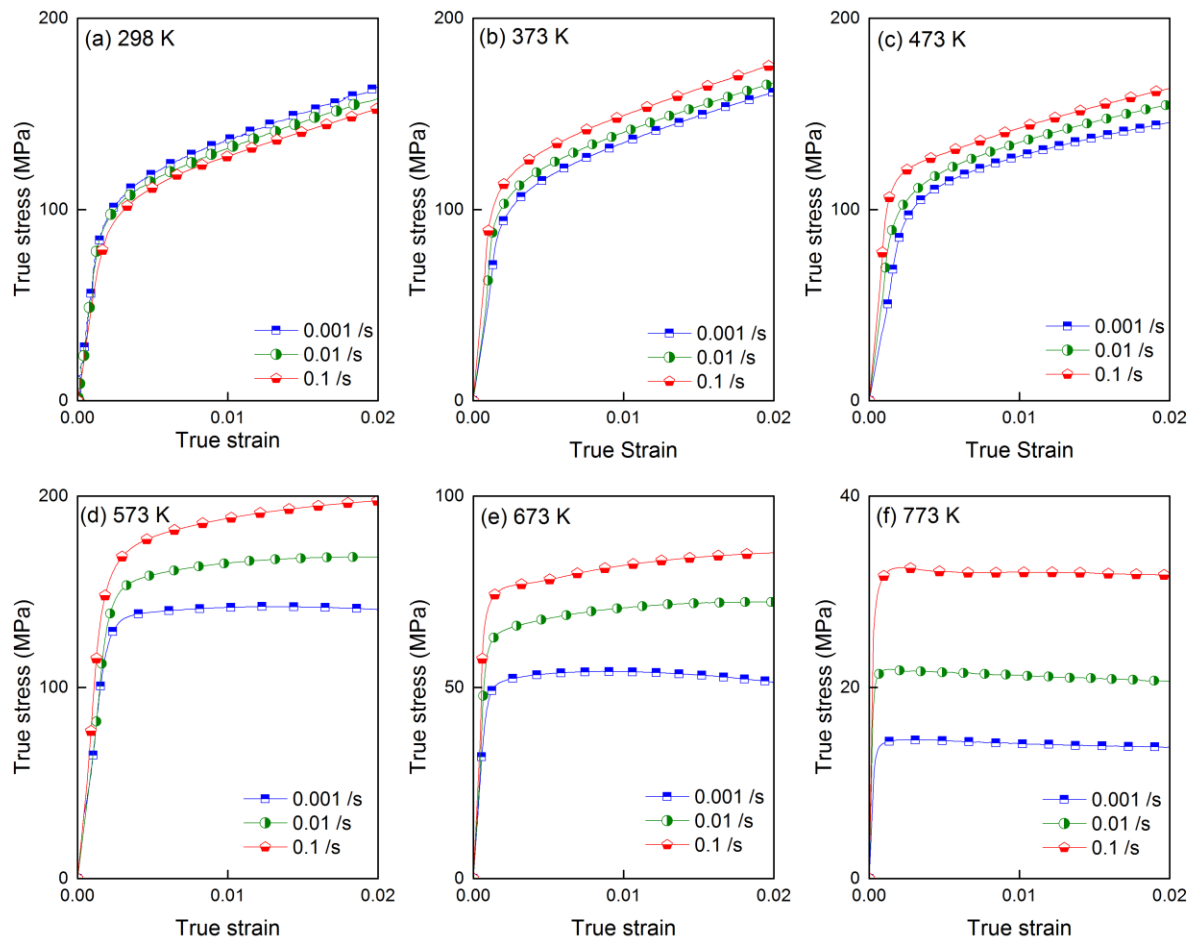 (a) 298 K
True stress (MPa)
200
100
0
0.00 0.01 0.02
True strain
0.001 /s
0.01 /s
0.1 /s
(b) 373 K
True stress (MPa)
200
100
0
0.00 0.01 0.02
True Strain
0.001 /s
0.01 /s
0.1 /s
(c) 473 K
True stress (MPa)
200
100
0
0.00 0.01 0.02
True Strain
0.001 /s
0.01 /s
0.1 /s
(d) 573 K
True stress (MPa)
200
100
0
0.00 0.01 0.02
True strain
0.001 /s
0.01 /s
0.1 /s
(e) 673 K
True stress (MPa)
100
50
0
0.00 0.01 0.02
True strain
0.001 /s
0.01 /s
0.1 /s
(f) 773 K
True stress (MPa)
40
20
0
0.00 0.01 0.02
True strain
0.001 /s
0.01 /s
0.1 /s